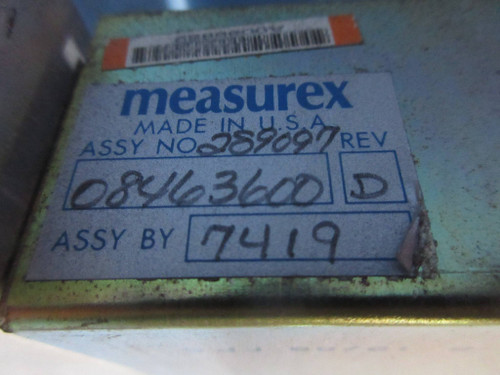 measurex
MADE IN U.S.A.
ASSY NO. 289097 REV
08463600 D
ASSY BY 7419